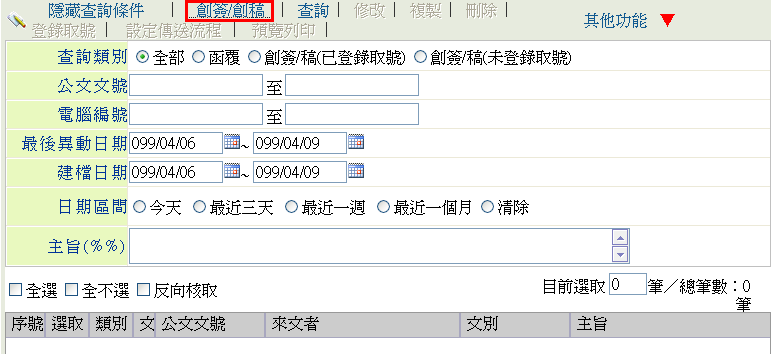 隱藏查詢條件 | 創簽/創稿 | 查詢 | 修改 | 複製 | 刪除 |
登錄取號 | 設定傳送流程 | 預覽列印 |
其他功能 ▼
查詢類別 全部 函覆 創簽/稿(已登錄取號) 創簽/稿(未登錄取號)
公文文號 至
電腦編號 至
最後異動日期 099/04/06 ~ 099/04/09
建檔日期 099/04/06 ~ 099/04/09
日期區間 今天 最近三天 最近一週 最近一個月 清除
主旨(%%)
全選 全不選 反向核取
目前選取 0 筆／總筆數：0
筆
序號 選取 類別 文 公文文號 來文者 文別 主旨